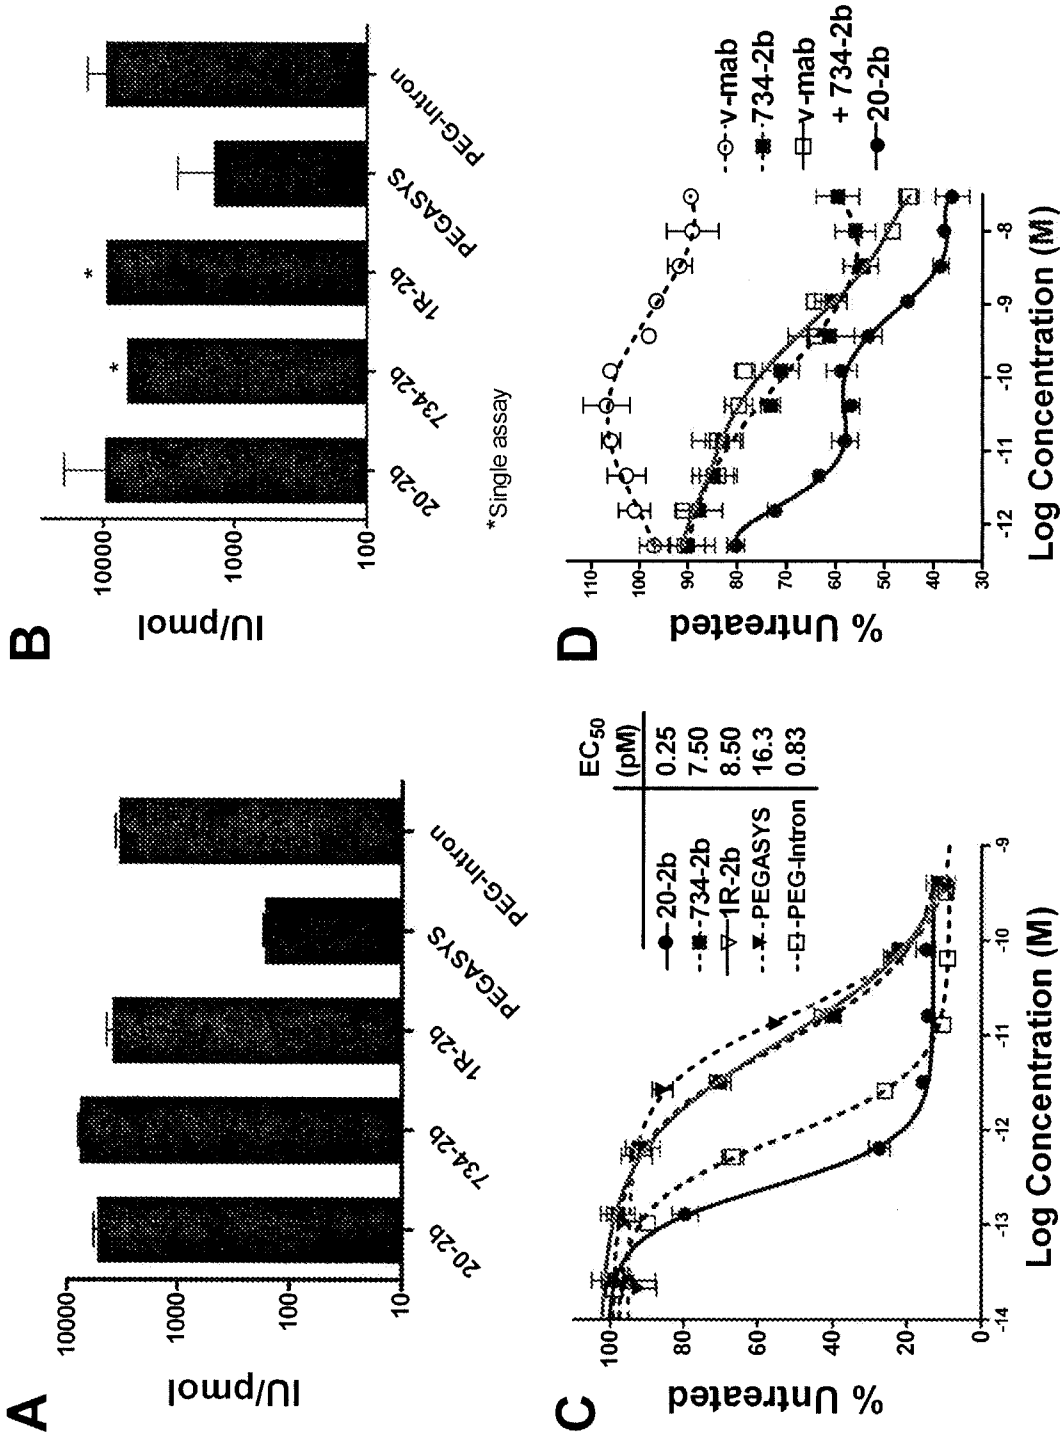 A
IU/pmol
10000
1000
100
10
20-2b
734-2b
1R-2b
PEGASYS
PEG-Intron
B
IU/pmol
10000
1000
100
*
*
20-2b
734-2b
1R-2b
PEGASYS
PEG-Intron
*Single assay
C
% Untreated
100
80
60
40
20
0
-14
-13
-12
-11
-10
-9
Log Concentration (M)
EC50
(pM)
20-2b 0.25
734-2b 7.50
1R-2b 8.50
PEGASYS 16.3
PEG-Intron 0.83
D
% Untreated
110
100
90
80
70
60
50
40
30
-12
-11
-10
-9
-8
Log Concentration (M)
v-mab
734-2b
v-mab
+ 734-2b
20-2b